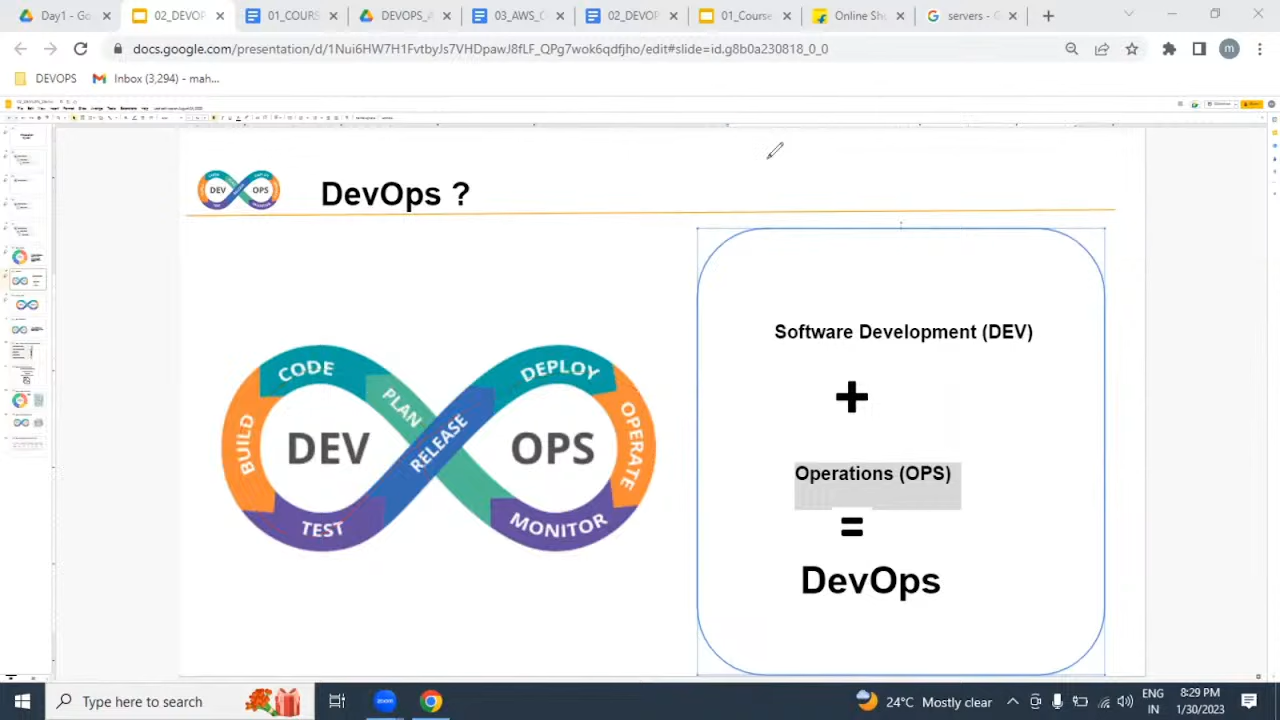 Day1 - Go
02_DEVOP
01_COURS
DEVOPS_A
03_AWS_C
02_DEVOP
01_Course
Online Sho
servers - G
docs.google.com/presentation/d/1Nui6HW7H1FvtbyJs7VHDpawJ8fLF_QPg7wok6qdfjho/edit#slide=id.g8b0a230818_0_0
m
DEVOPS
Inbox (3,294) - mah...
DEV OPS
DevOps ?
Software Development (DEV)
CODE
DEPLOY
PLAN
BUILD
DEV
RELEASE
OPS
OPERATE
TEST
MONITOR
Operations (OPS)
DevOps
Type here to search
zoom
24°C Mostly clear
ENG
IN
8:29 PM
1/30/2023